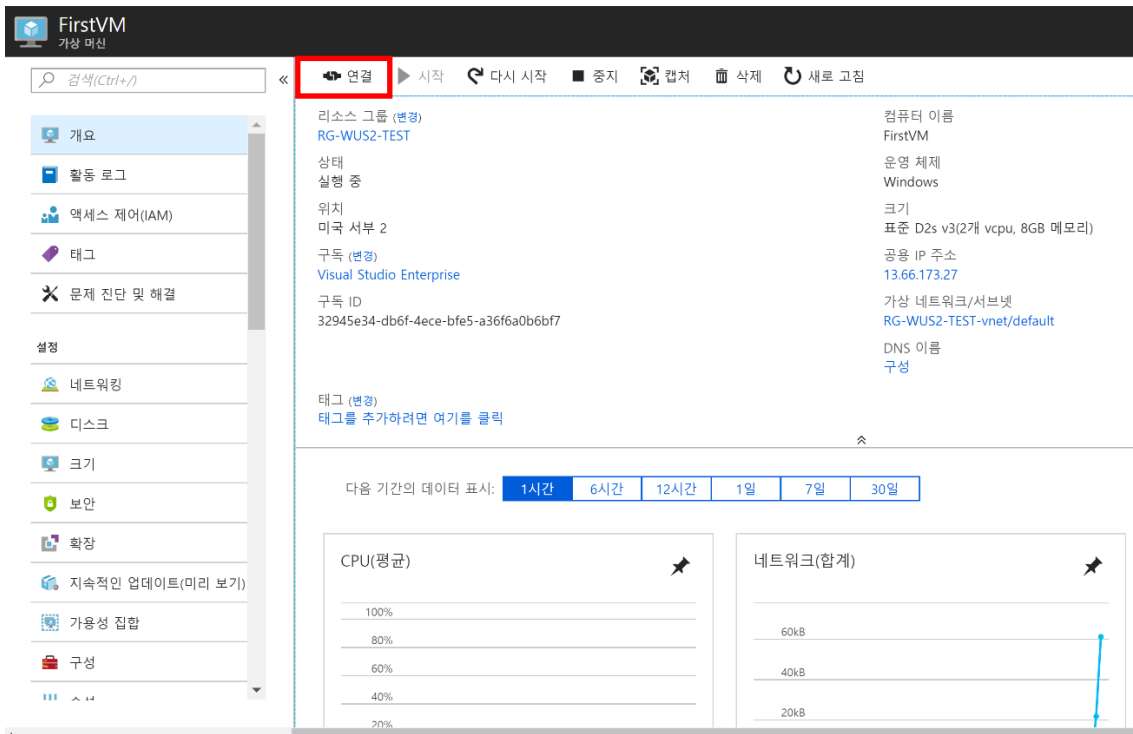 FirstVM
가상 머신
검색(Ctrl+/)
«
연결 시작 다시 시작 중지 캡처 삭제 새로 고침
개요
활동 로그
액세스 제어(IAM)
태그
문제 진단 및 해결
설정
네트워킹
디스크
크기
보안
확장
지속적인 업데이트(미리 보기)
가용성 집합
구성
리소스 그룹 (변경)
RG-WUS2-TEST
상태
실행 중
위치
미국 서부 2
구독 (변경)
Visual Studio Enterprise
구독 ID
32945e34-db6f-4ece-bfe5-a36f6a0b6bf7
태그 (변경)
태그를 추가하려면 여기를 클릭
컴퓨터 이름
FirstVM
운영 체제
Windows
크기
표준 D2s v3(2개 vcpu, 8GB 메모리)
공용 IP 주소
13.66.173.27
가상 네트워크/서브넷
RG-WUS2-TEST-vnet/default
DNS 이름
구성
다음 기간의 데이터 표시: 1시간 6시간 12시간 1일 7일 30일
CPU(평균)
100%
80%
60%
40%
20%
네트워크(합계)
60kB
40kB
20kB